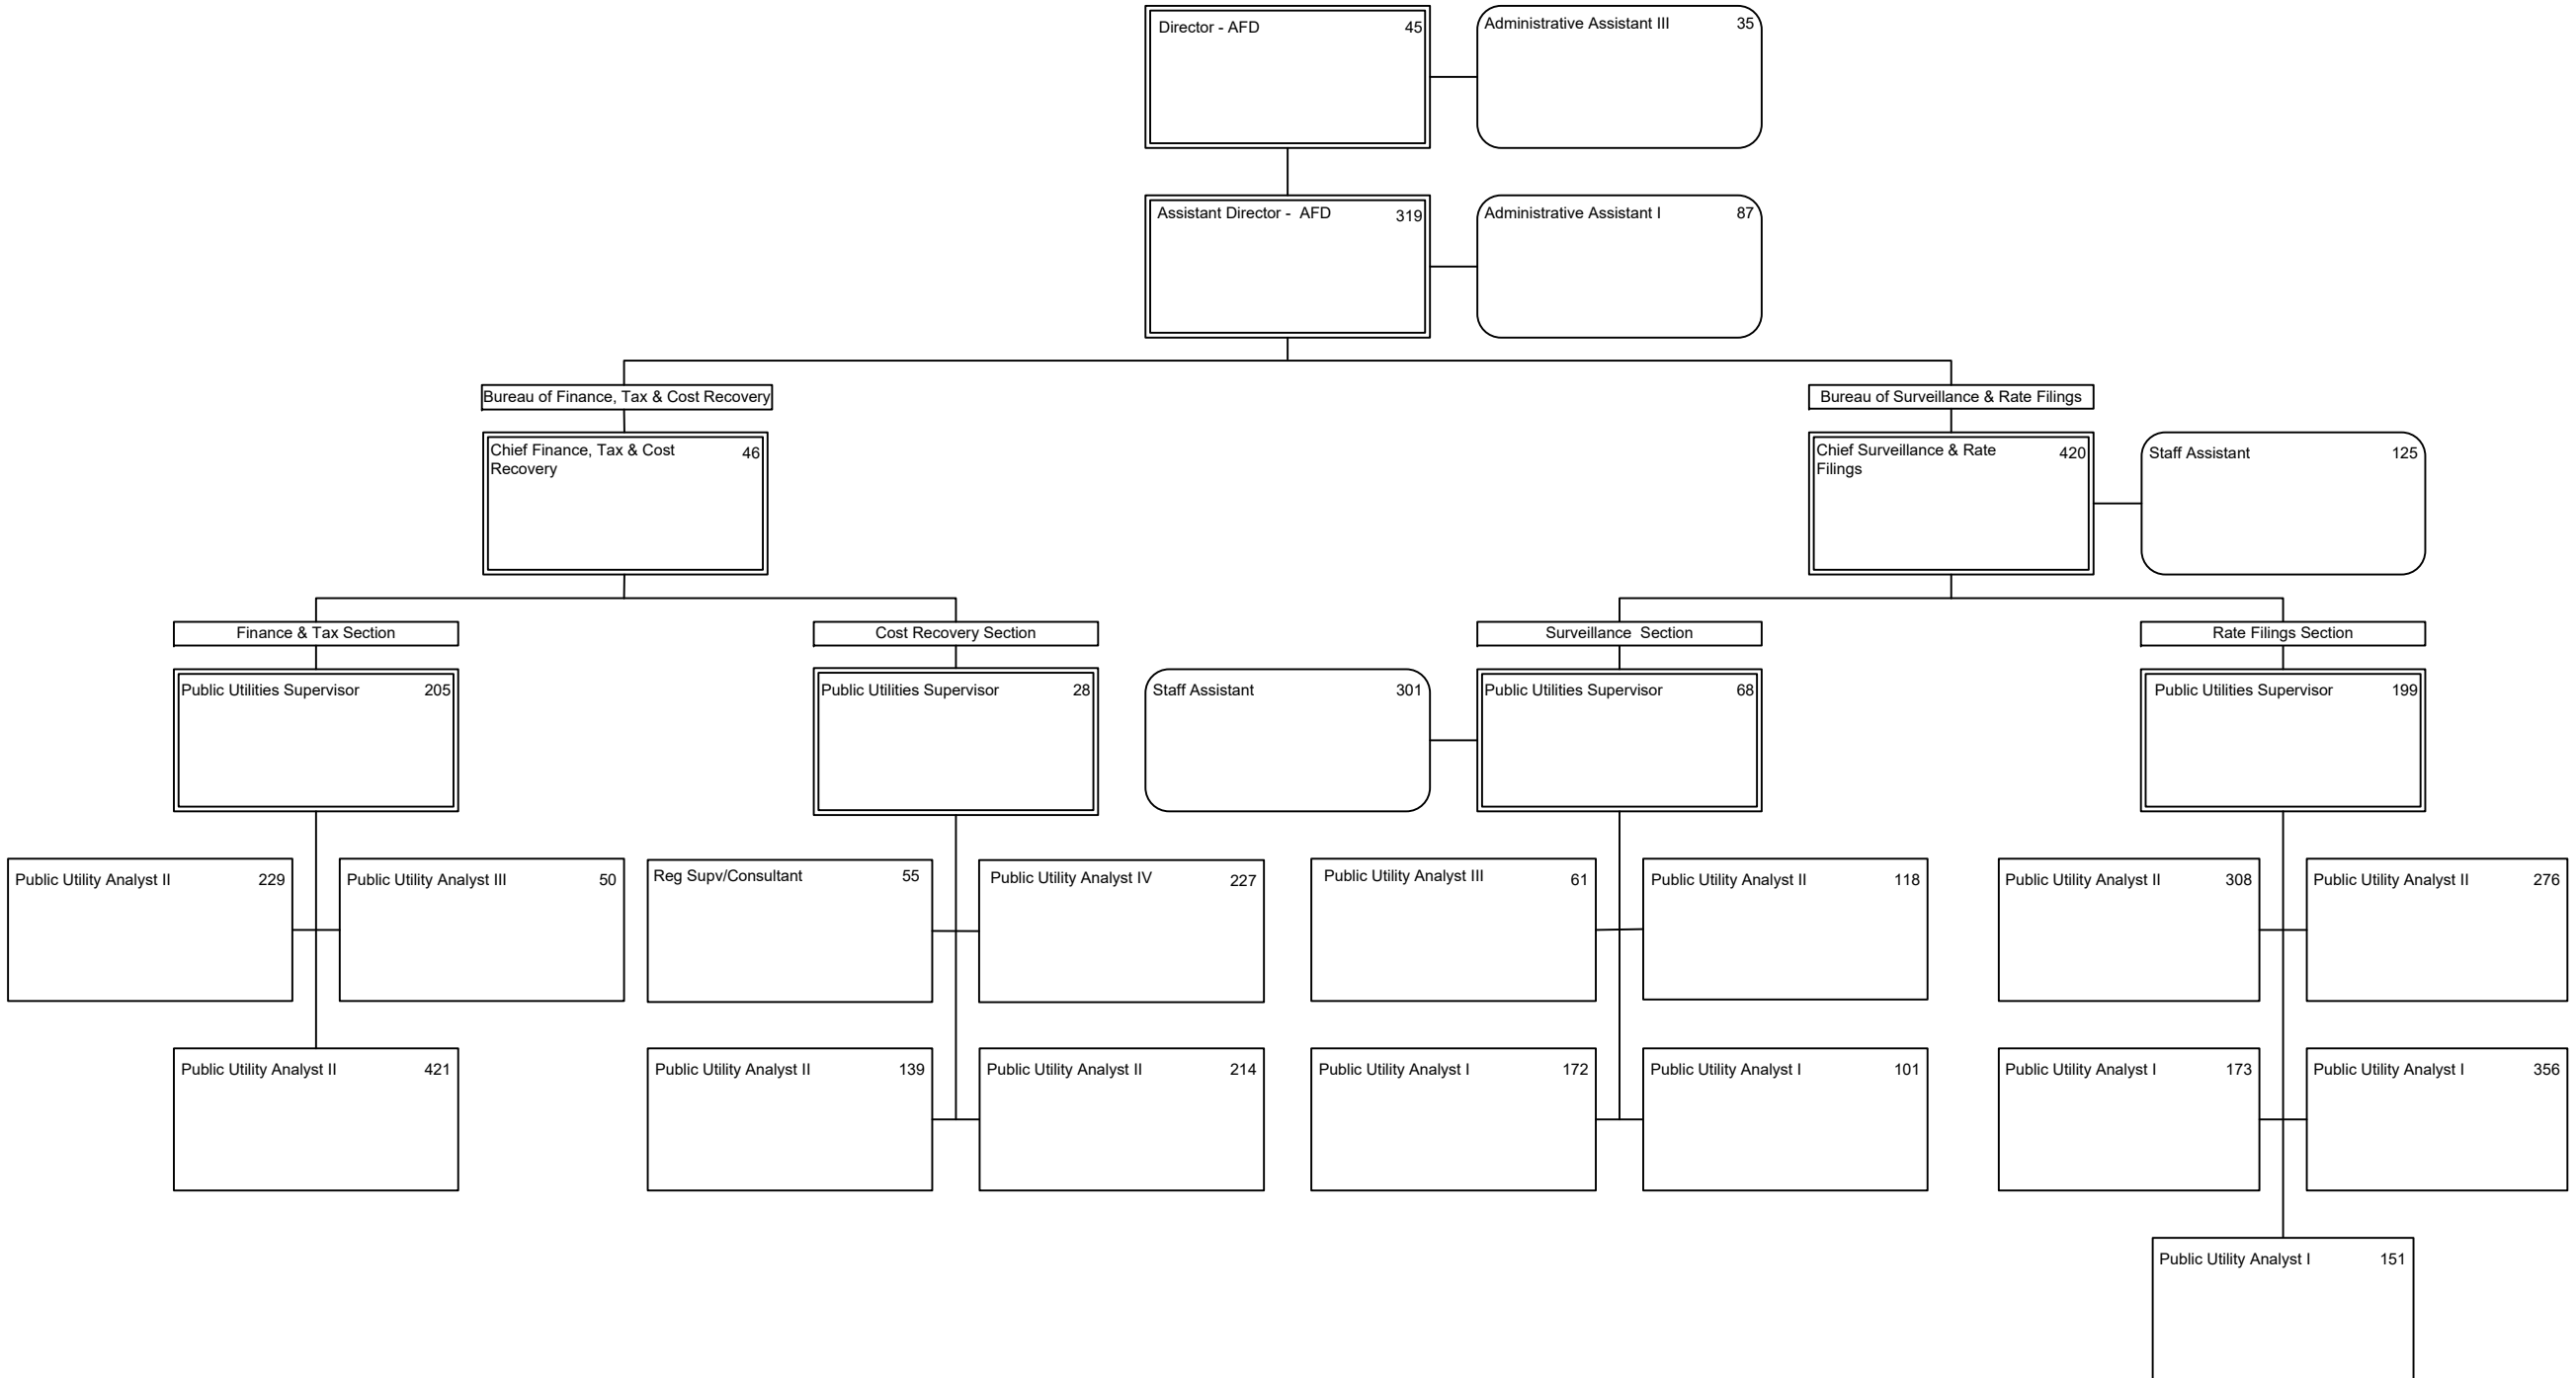 Director - AFD 45
Administrative Assistant III 35
Assistant Director - AFD 319
Administrative Assistant I 87
Bureau of Finance, Tax & Cost Recovery
Bureau of Surveillance & Rate Filings
Chief Finance, Tax & Cost 46
Recovery
Chief Surveillance & Rate 420
Filings
Staff Assistant 125
Finance & Tax Section
Cost Recovery Section
Surveillance Section
Rate Filings Section
Public Utilities Supervisor 205
Public Utilities Supervisor 28
Staff Assistant 301
Public Utilities Supervisor 68
Public Utilities Supervisor 199
Public Utility Analyst II 229
Public Utility Analyst III 50
Reg Supv/Consultant 55
Public Utility Analyst IV 227
Public Utility Analyst III 61
Public Utility Analyst II 118
Public Utility Analyst II 308
Public Utility Analyst II 276
Public Utility Analyst II 421
Public Utility Analyst II 139
Public Utility Analyst II 214
Public Utility Analyst I 172
Public Utility Analyst I 101
Public Utility Analyst I 173
Public Utility Analyst I 356
Public Utility Analyst I 151